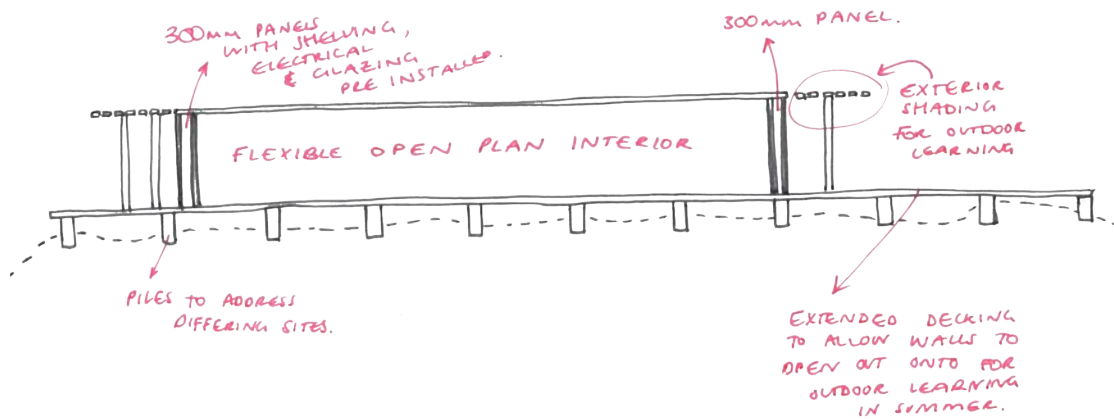 300mm PANELS
WITH SHELVING,
ELECTRICAL
& GLAZING
PRE INSTALLED.
300mm PANEL.
EXTERIOR
SHADING
FOR OUTDOOR
LEARNING
FLEXIBLE OPEN PLAN INTERIOR
PILES TO ADDRESS
DIFFERING SITES.
EXTENDED DECKING
TO ALLOW WALLS TO
OPEN OUT ONTO FOR
OUTDOOR LEARNING
IN SUMMER.